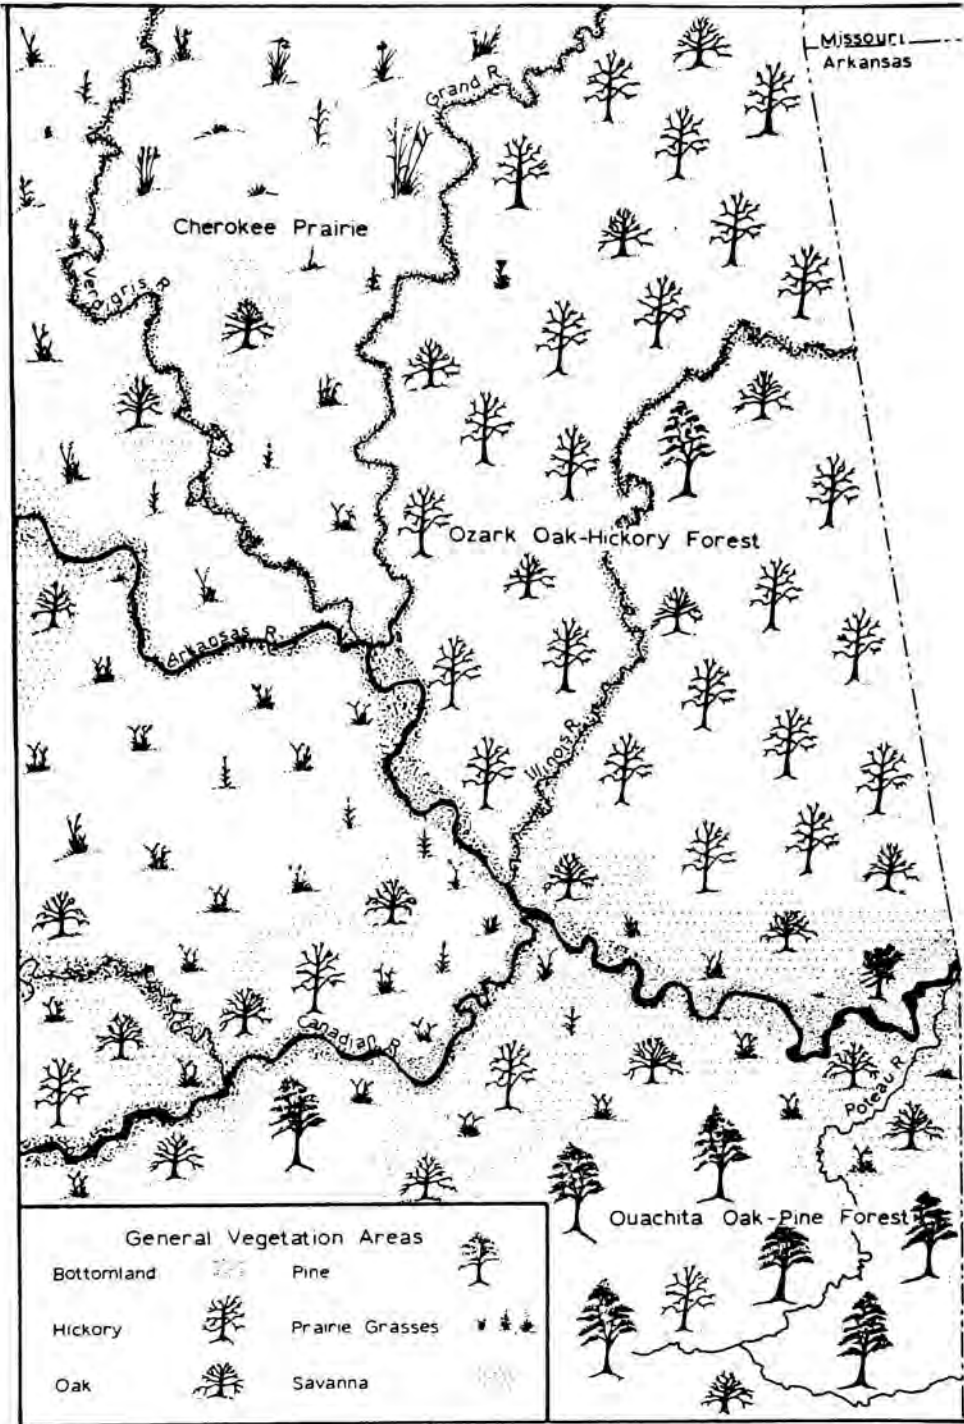 Missouri
Arkansas
Grand R.
Cherokee Prairie
Verdigris R.
Ozark Oak-Hickory Forest
Arkansas R.
Illinois R.
Canadian R.
Poteau R.
Ouachita Oak-Pine Forest
General Vegetation Areas
Bottomland
Pine
Hickory
Prairie Grasses
Oak
Savanna